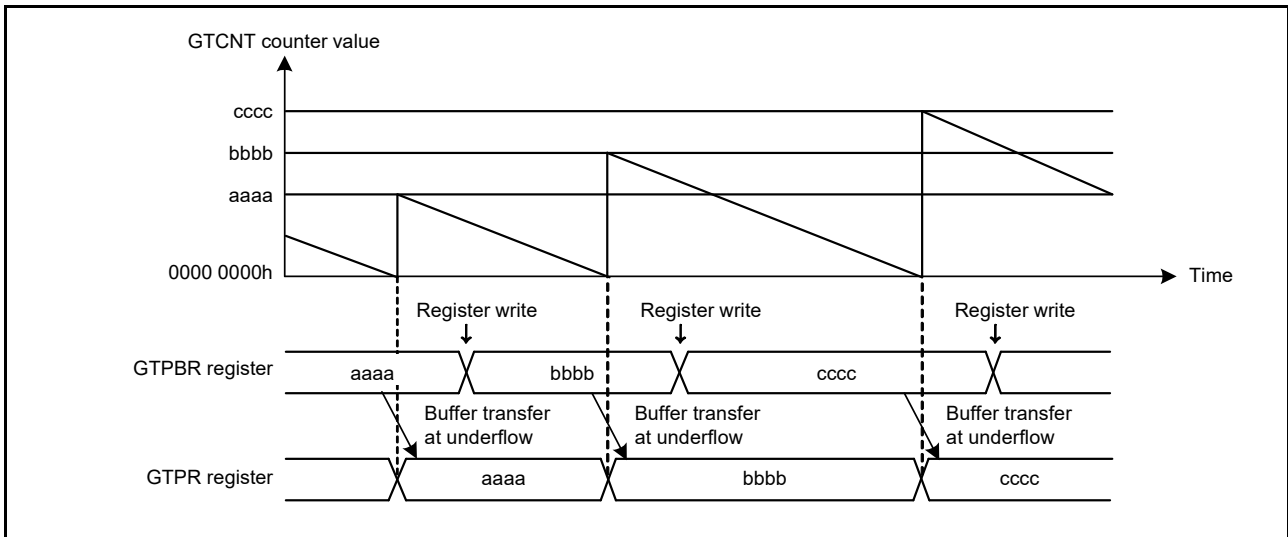 GTCNT counter value
cccc
bbbb
aaaa
0000 0000h
Time
Register write
Register write
Register write
GTPBR register
aaaa
bbbb
cccc
Buffer transfer
at underflow
Buffer transfer
at underflow
Buffer transfer
at underflow
GTPR register
aaaa
bbbb
cccc